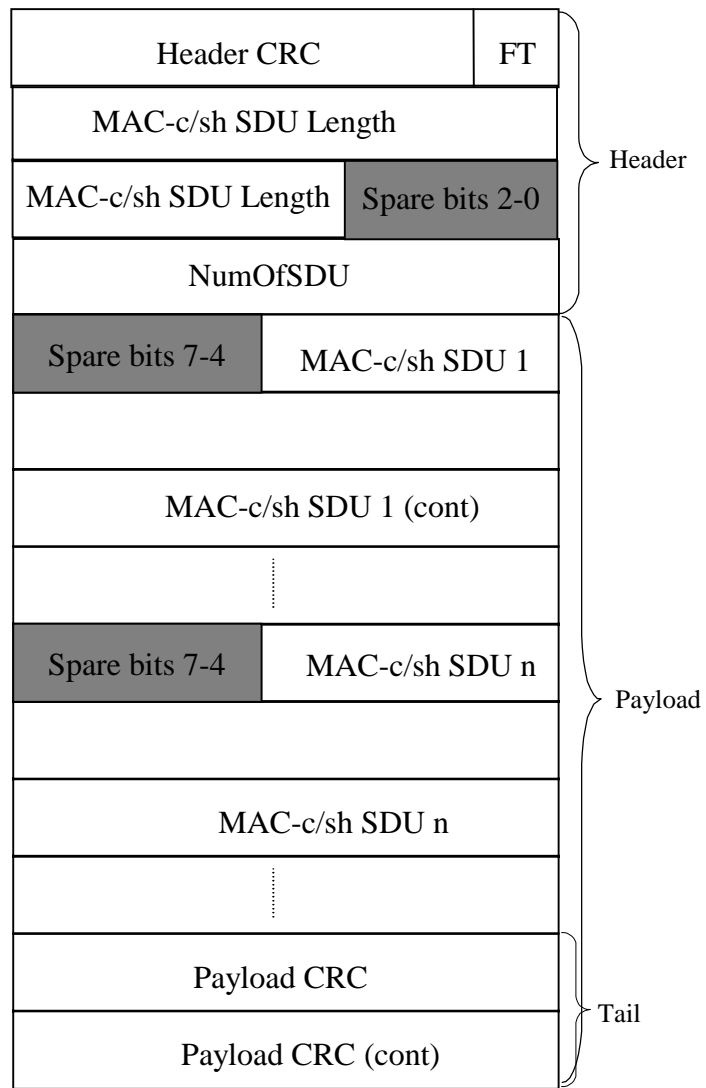 Header CRC FT
MAC-c/sh SDU Length
Header
MAC-c/sh SDU Length Spare bits 2-0
NumOfSDU
Spare bits 7-4 MAC-c/sh SDU 1
MAC-c/sh SDU 1 (cont)
Spare bits 7-4 MAC-c/sh SDU n
Payload
MAC-c/sh SDU n
Payload CRC
Tail
Payload CRC (cont)